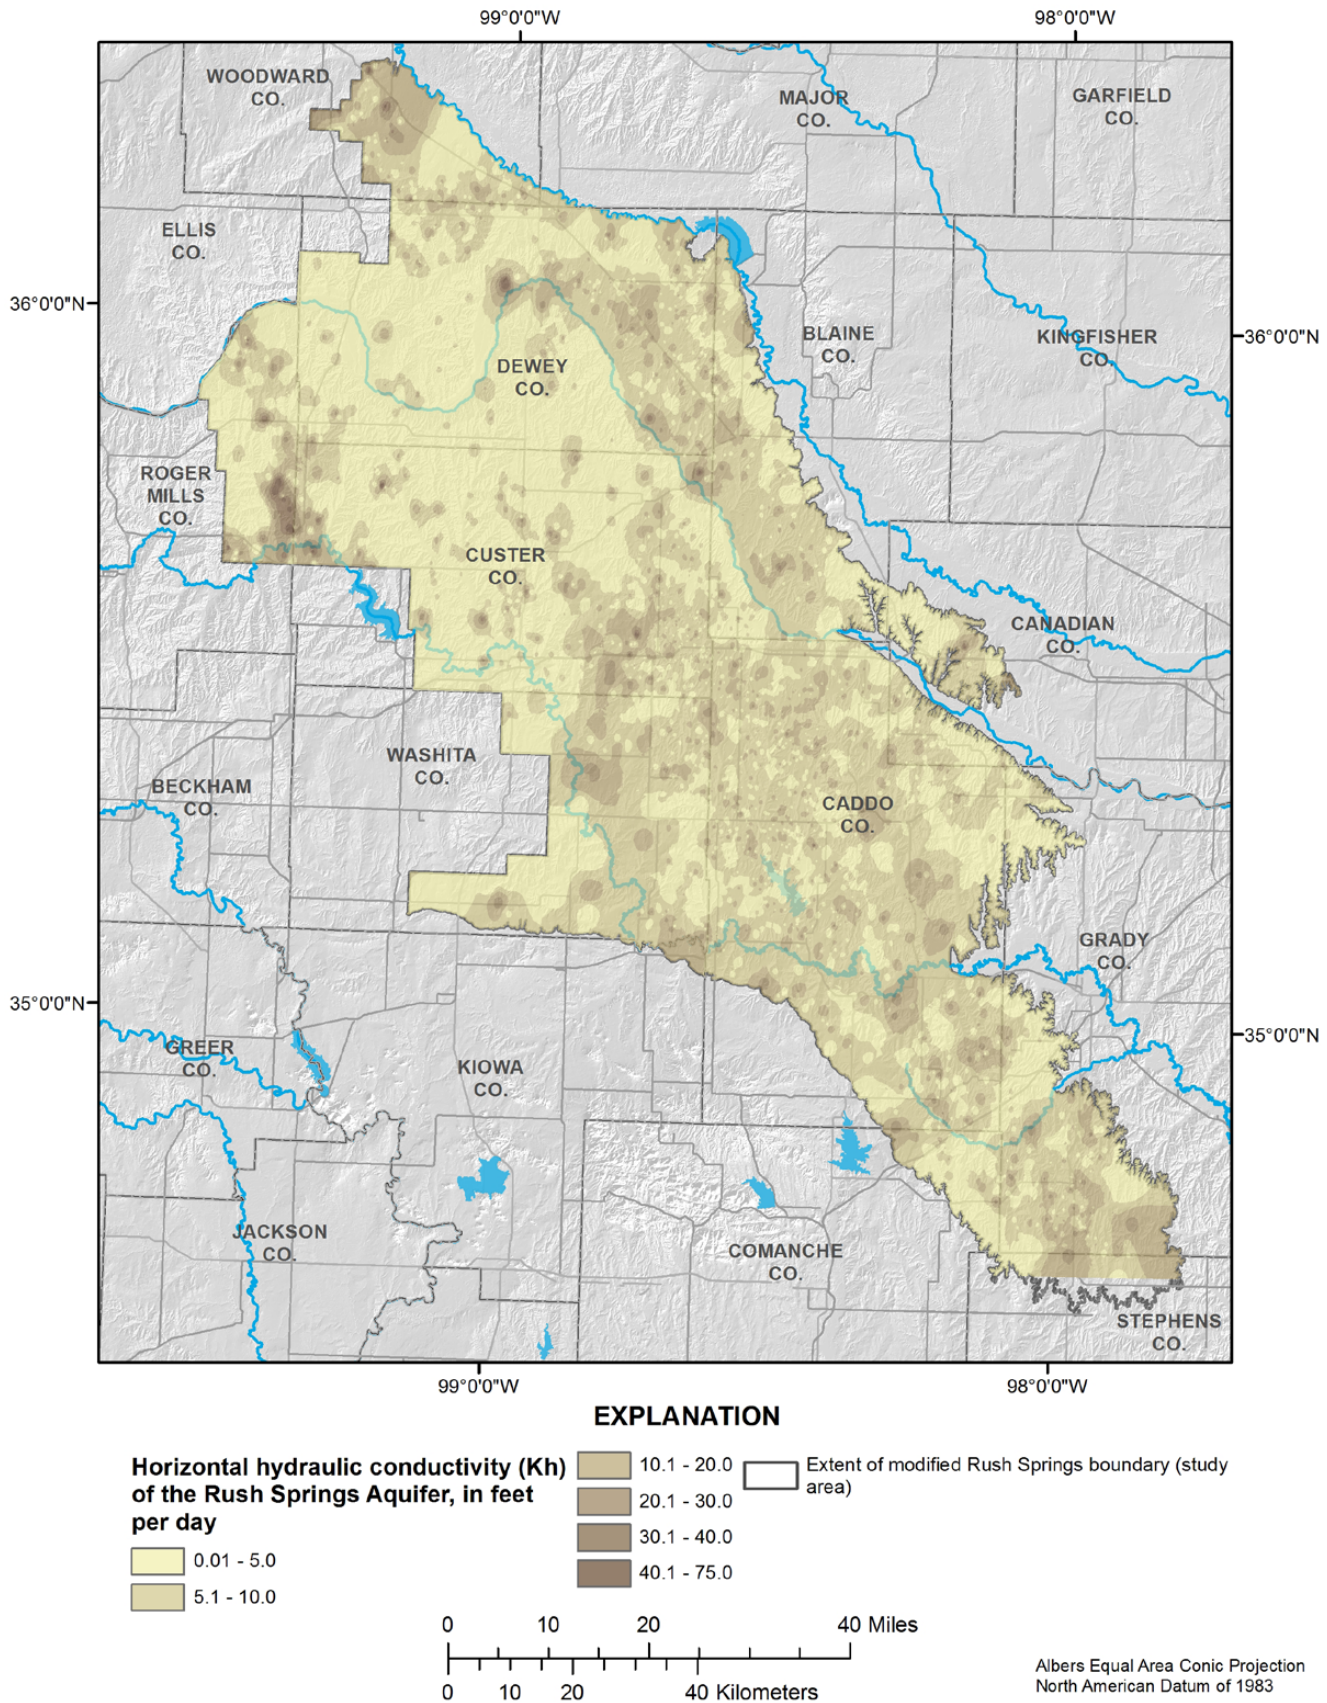 99°0'0"W
98°0'0"W
WOODWARD
CO.
MAJOR
CO.
GARFIELD
CO.
ELLIS
CO.
36°0'0"N
36°0'0"N
BLAINE
CO.
KINGFISHER
CO.
DEWEY
CO.
ROGER
MILLS
CO.
CUSTER
CO.
CANADIAN
CO.
WASHITA
CO.
BECKHAM
CO.
CADDO
CO.
GRADY
CO.
35°0'0"N
35°0'0"N
GREER
CO.
KIOWA
CO.
JACKSON
CO.
COMANCHE
CO.
STEPHENS
CO.
99°0'0"W
98°0'0"W
EXPLANATION
Horizontal hydraulic conductivity (Kh)
of the Rush Springs Aquifer, in feet
per day
0.01 - 5.0
5.1 - 10.0
10.1 - 20.0
20.1 - 30.0
30.1 - 40.0
40.1 - 75.0
Extent of modified Rush Springs boundary (study
area)
0 10 20 40 Miles
0 10 20 40 Kilometers
Albers Equal Area Conic Projection
North American Datum of 1983